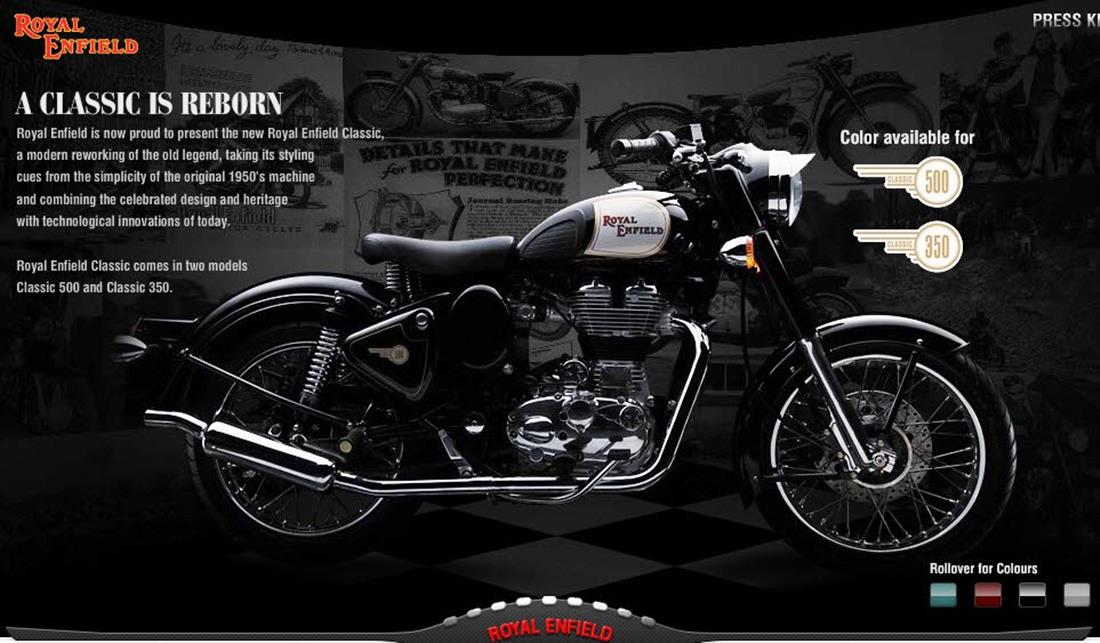 ROYAL
ENFIELD
PRESS
It's a lovely day tomorrow
A CLASSIC IS REBORN
Royal Enfield is now proud to present the new Royal Enfield Classic,
a modern reworking of the old legend, taking its styling
cues from the simplicity of the original 1950's machine
and combining the celebrated design and heritage
with technological innovations of today.
Royal Enfield Classic comes in two models
Classic 500 and Classic 350.
DETAILS THAT MAKE
for ROYAL ENFIELD
PERFECTION
ROYAL
ENFIELD
Color available for
CLASSIC 500
CLASSIC 350
Rollover for Colours
ROYAL ENFIELD